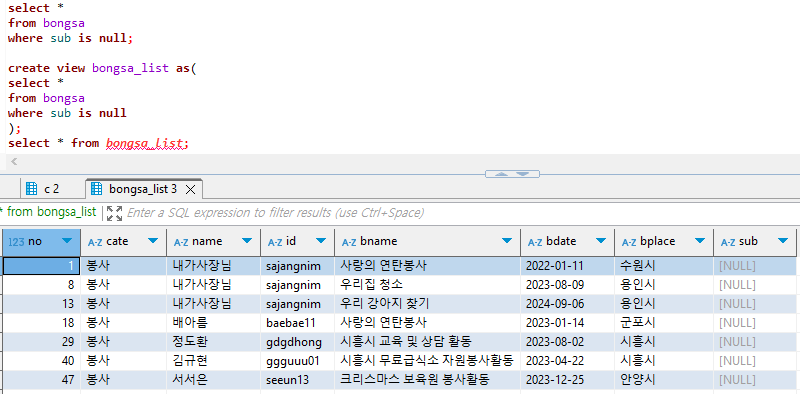 select *
from bongsa
where sub is null;
create view bongsa_list as(
select *
from bongsa
where sub is null
);
select * from bongsa_list;
c 2 bongsa_list 3
* from bongsa_list Enter a SQL expression to filter results (use Ctrl+Space)
123 no A-Z cate A-Z name A-Z id A-Z bname A-Z bdate A-Z bplace A-Z sub
1 봉사 내가사장님 sajangnim 사랑의 연탄봉사 2022-01-11 수원시 [NULL]
8 봉사 내가사장님 sajangnim 우리집 청소 2023-08-09 용인시 [NULL]
13 봉사 내가사장님 sajangnim 우리 강아지 찾기 2024-09-06 용인시 [NULL]
18 봉사 배아름 baebae11 사랑의 연탄봉사 2023-01-14 군포시 [NULL]
29 봉사 정도환 gdgdhong 시흥시 교육 및 상담 활동 2023-08-02 시흥시 [NULL]
40 봉사 김규현 ggguuu01 시흥시 무료급식소 자원봉사활동 2023-04-22 시흥시 [NULL]
47 봉사 서서은 seeun13 크리스마스 보육원 봉사활동 2023-12-25 안양시 [NULL]